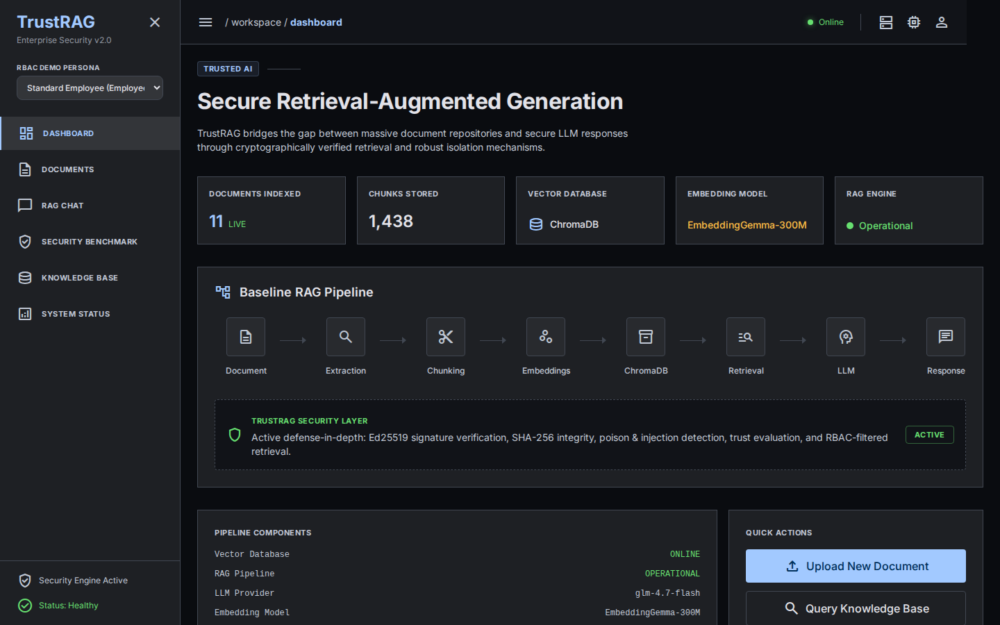 TrustRAG
Enterprise Security v2.0
RBAC DEMO PERSONA
Standard Employee (Employe
DASHBOARD
DOCUMENTS
RAG CHAT
SECURITY BENCHMARK
KNOWLEDGE BASE
SYSTEM STATUS
Security Engine Active
Status: Healthy
/ workspace / dashboard
Online
TRUSTED AI
Secure Retrieval-Augmented Generation
TrustRAG bridges the gap between massive document repositories and secure LLM responses
through cryptographically verified retrieval and robust isolation mechanisms.
DOCUMENTS INDEXED
11 LIVE
CHUNKS STORED
1,438
VECTOR DATABASE
ChromaDB
EMBEDDING MODEL
EmbeddingGemma-300M
RAG ENGINE
Operational
Baseline RAG Pipeline
Document
Extraction
Chunking
Embeddings
ChromaDB
Retrieval
LLM
Response
TRUSTRAG SECURITY LAYER
Active defense-in-depth: Ed25519 signature verification, SHA-256 integrity, poison & injection detection, trust evaluation, and RBAC-filtered
retrieval.
ACTIVE
PIPELINE COMPONENTS
Vector Database ONLINE
RAG Pipeline OPERATIONAL
LLM Provider glm-4.7-flash
Embedding Model EmbeddingGemma-300M
QUICK ACTIONS
Upload New Document
Query Knowledge Base